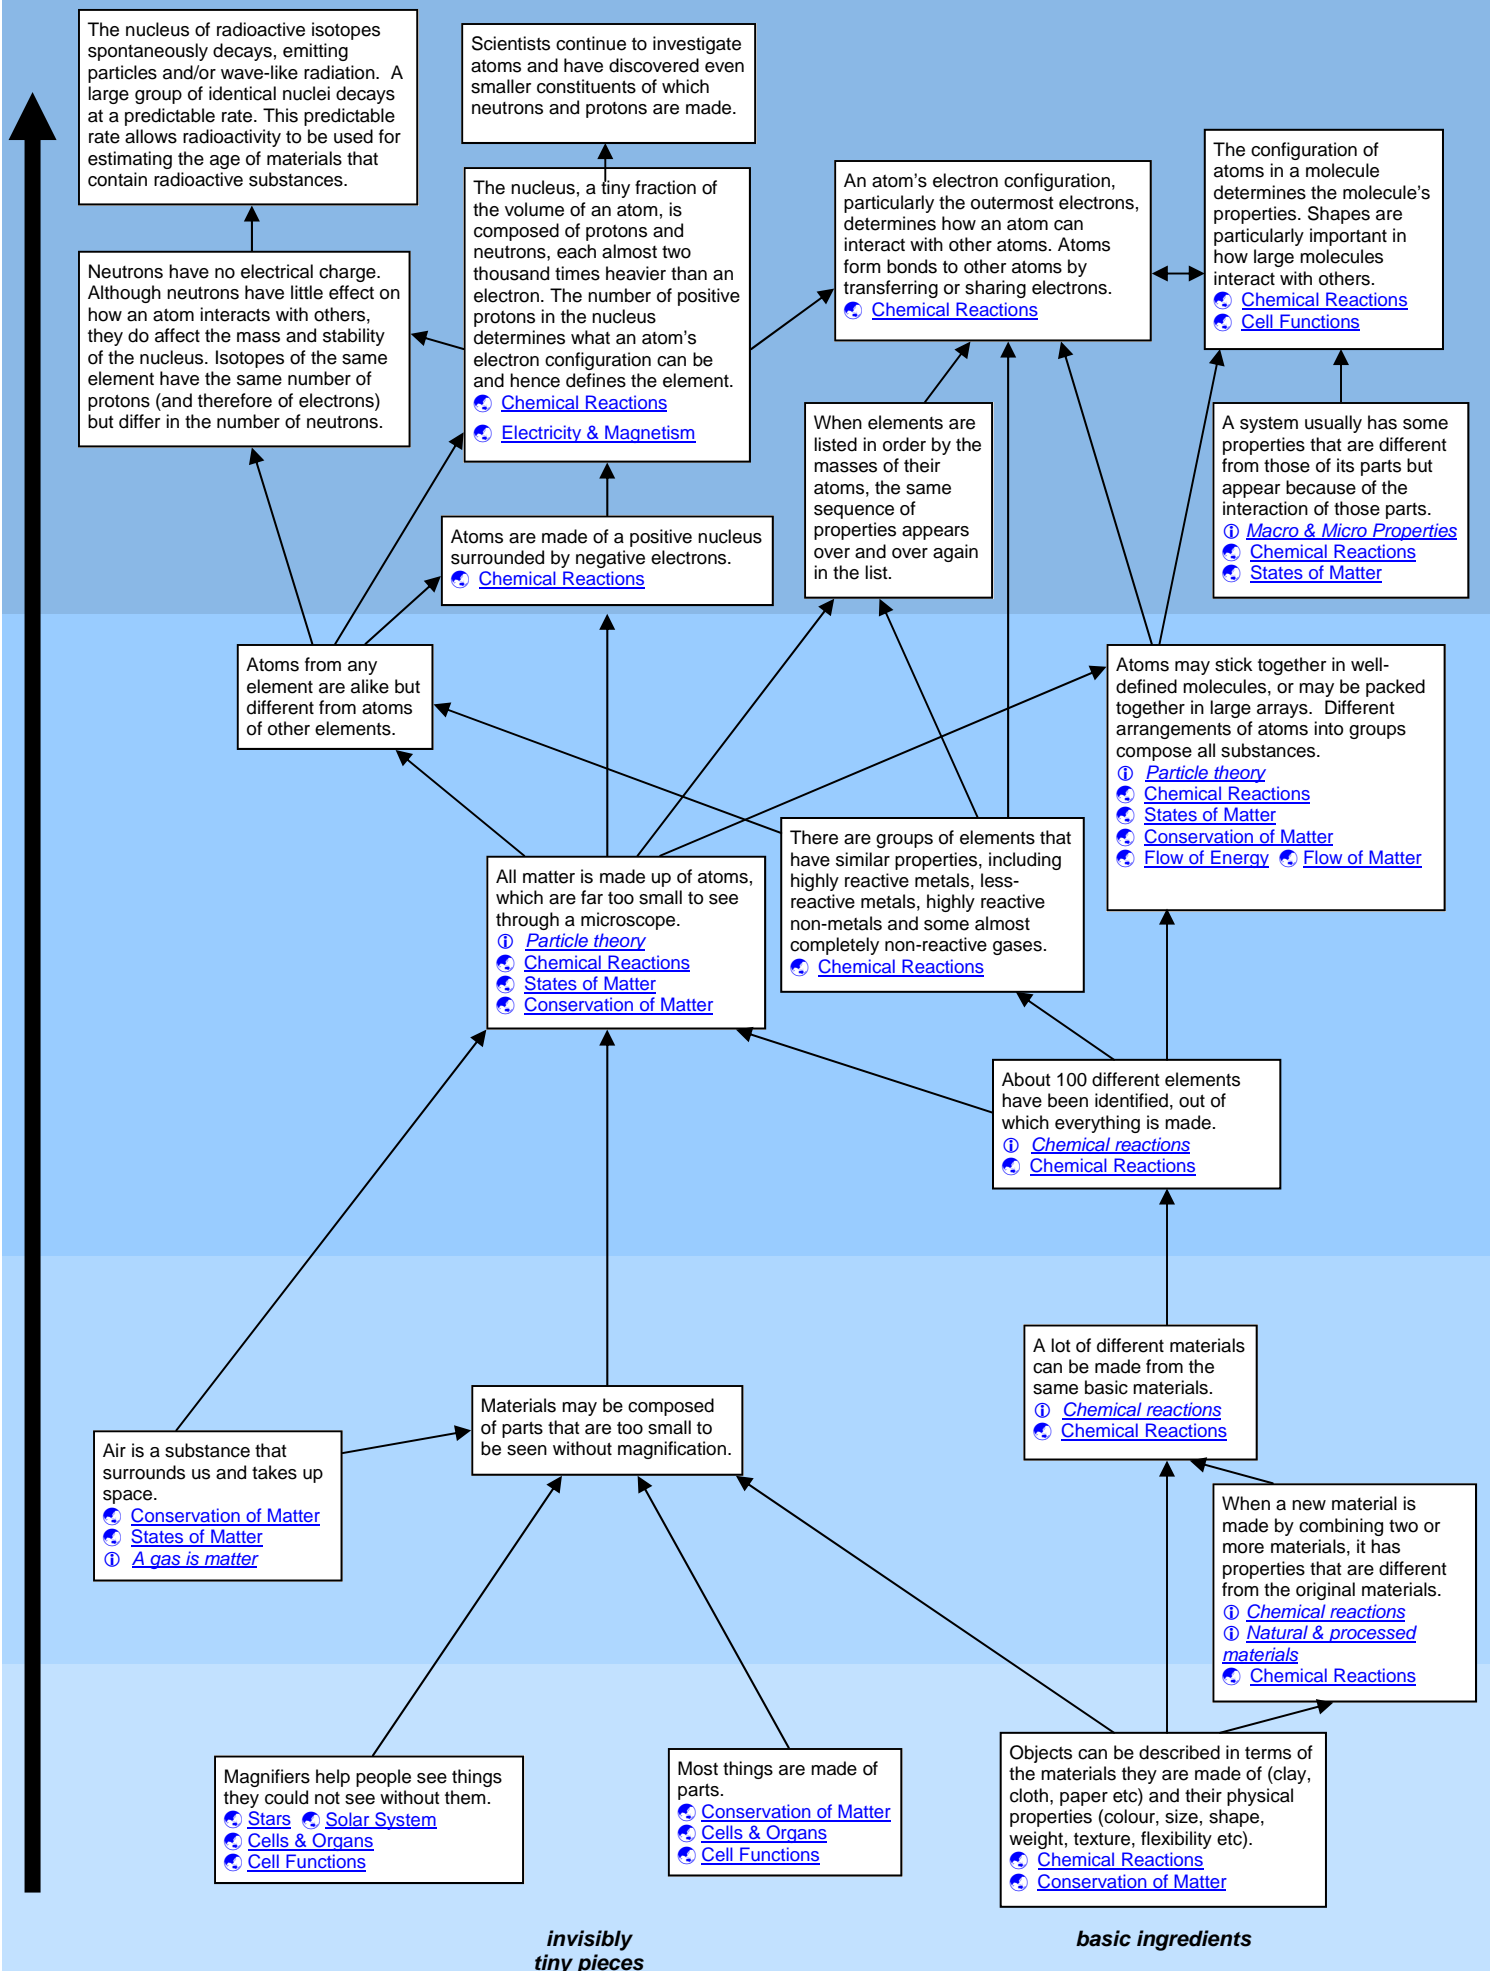 The nucleus of radioactive isotopes
spontaneously decays, emitting
particles and/or wave-like radiation.  A
large group of identical nuclei decays
at a predictable rate. This predictable
rate allows radioactivity to be used for
estimating the age of materials that
contain radioactive substances.
Scientists continue to investigate
atoms and have discovered even
smaller constituents of which
neutrons and protons are made.
The configuration of
atoms in a molecule
determines the molecule's
properties. Shapes are
particularly important in
how large molecules
interact with others.
Chemical Reactions
Cell Functions
An atom's electron configuration,
particularly the outermost electrons,
determines how an atom can
interact with other atoms. Atoms
form bonds to other atoms by
transferring or sharing electrons.
Chemical Reactions
The nucleus, a tiny fraction of
the volume of an atom, is
composed of protons and
neutrons, each almost two
thousand times heavier than an
electron. The number of positive
protons in the nucleus
determines what an atom's
electron configuration can be
and hence defines the element.
Chemical Reactions
Electricity & Magnetism
Neutrons have no electrical charge.
Although neutrons have little effect on
how an atom interacts with others,
they do affect the mass and stability
of the nucleus. Isotopes of the same
element have the same number of
protons (and therefore of electrons)
but differ in the number of neutrons.
When elements are
listed in order by the
masses of their
atoms, the same
sequence of
properties appears
over and over again
in the list.
A system usually has some
properties that are different
from those of its parts but
appear because of the
interaction of those parts.
Macro & Micro Properties
Chemical Reactions
States of Matter
Atoms are made of a positive nucleus
surrounded by negative electrons.
Chemical Reactions
Atoms from any
element are alike but
different from atoms
of other elements.
Atoms may stick together in well-
defined molecules, or may be packed
together in large arrays.  Different
arrangements of atoms into groups
compose all substances.
Particle theory
Chemical Reactions
States of Matter
Conservation of Matter
Flow of Energy Flow of Matter
There are groups of elements that
have similar properties, including
highly reactive metals, less-
reactive metals, highly reactive
non-metals and some almost
completely non-reactive gases.
Chemical Reactions
All matter is made up of atoms,
which are far too small to see
through a microscope.
Particle theory
Chemical Reactions
States of Matter
Conservation of Matter
About 100 different elements
have been identified, out of
which everything is made.
Chemical reactions
Chemical Reactions
A lot of different materials
can be made from the
same basic materials.
Chemical reactions
Chemical Reactions
Materials may be composed
of parts that are too small to
be seen without magnification.
Air is a substance that
surrounds us and takes up
space.
Conservation of Matter
States of Matter
A gas is matter
When a new material is
made by combining two or
more materials, it has
properties that are different
from the original materials.
Chemical reactions
Natural & processed
materials
Chemical Reactions
Magnifiers help people see things
they could not see without them.
Stars Solar System
Cells & Organs
Cell Functions
Most things are made of
parts.
Conservation of Matter
Cells & Organs
Cell Functions
Objects can be described in terms of
the materials they are made of (clay,
cloth, paper etc) and their physical
properties (colour, size, shape,
weight, texture, flexibility etc).
Chemical Reactions
Conservation of Matter
invisibly
tiny pieces
basic ingredients